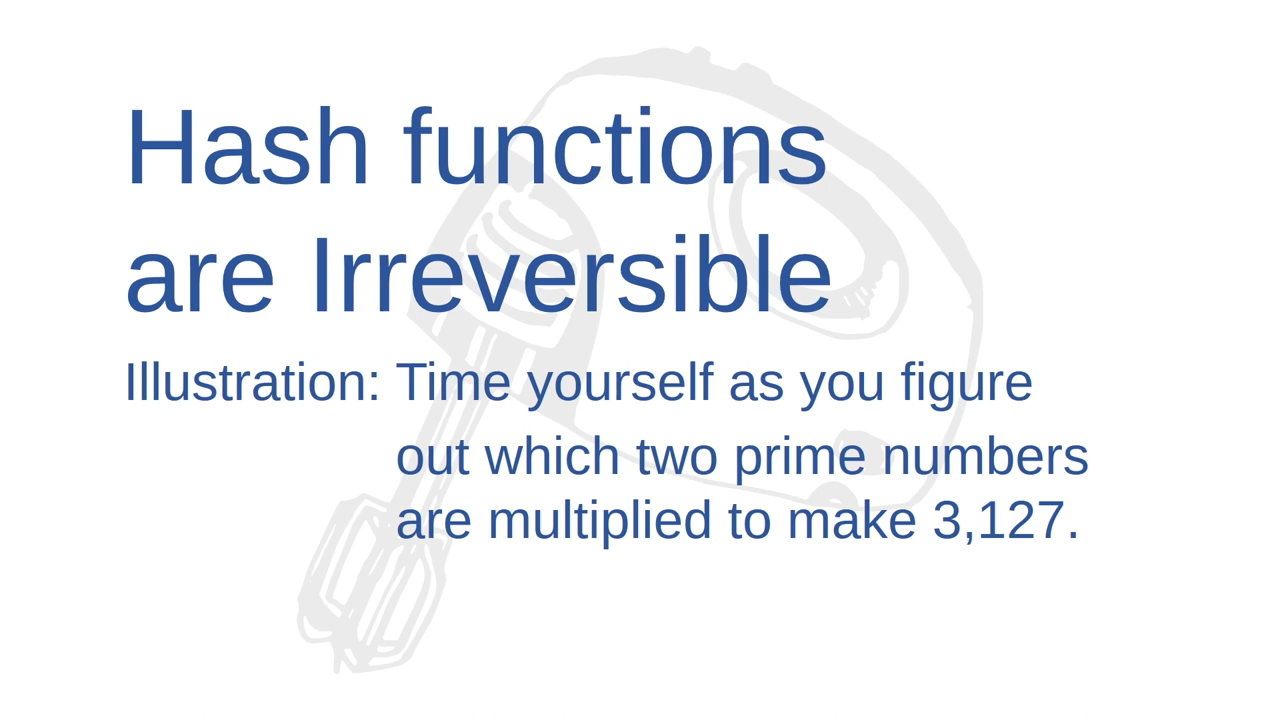 Hash functions
are Irreversible
Illustration: Time yourself as you figure
out which two prime numbers
are multiplied to make 3,127.